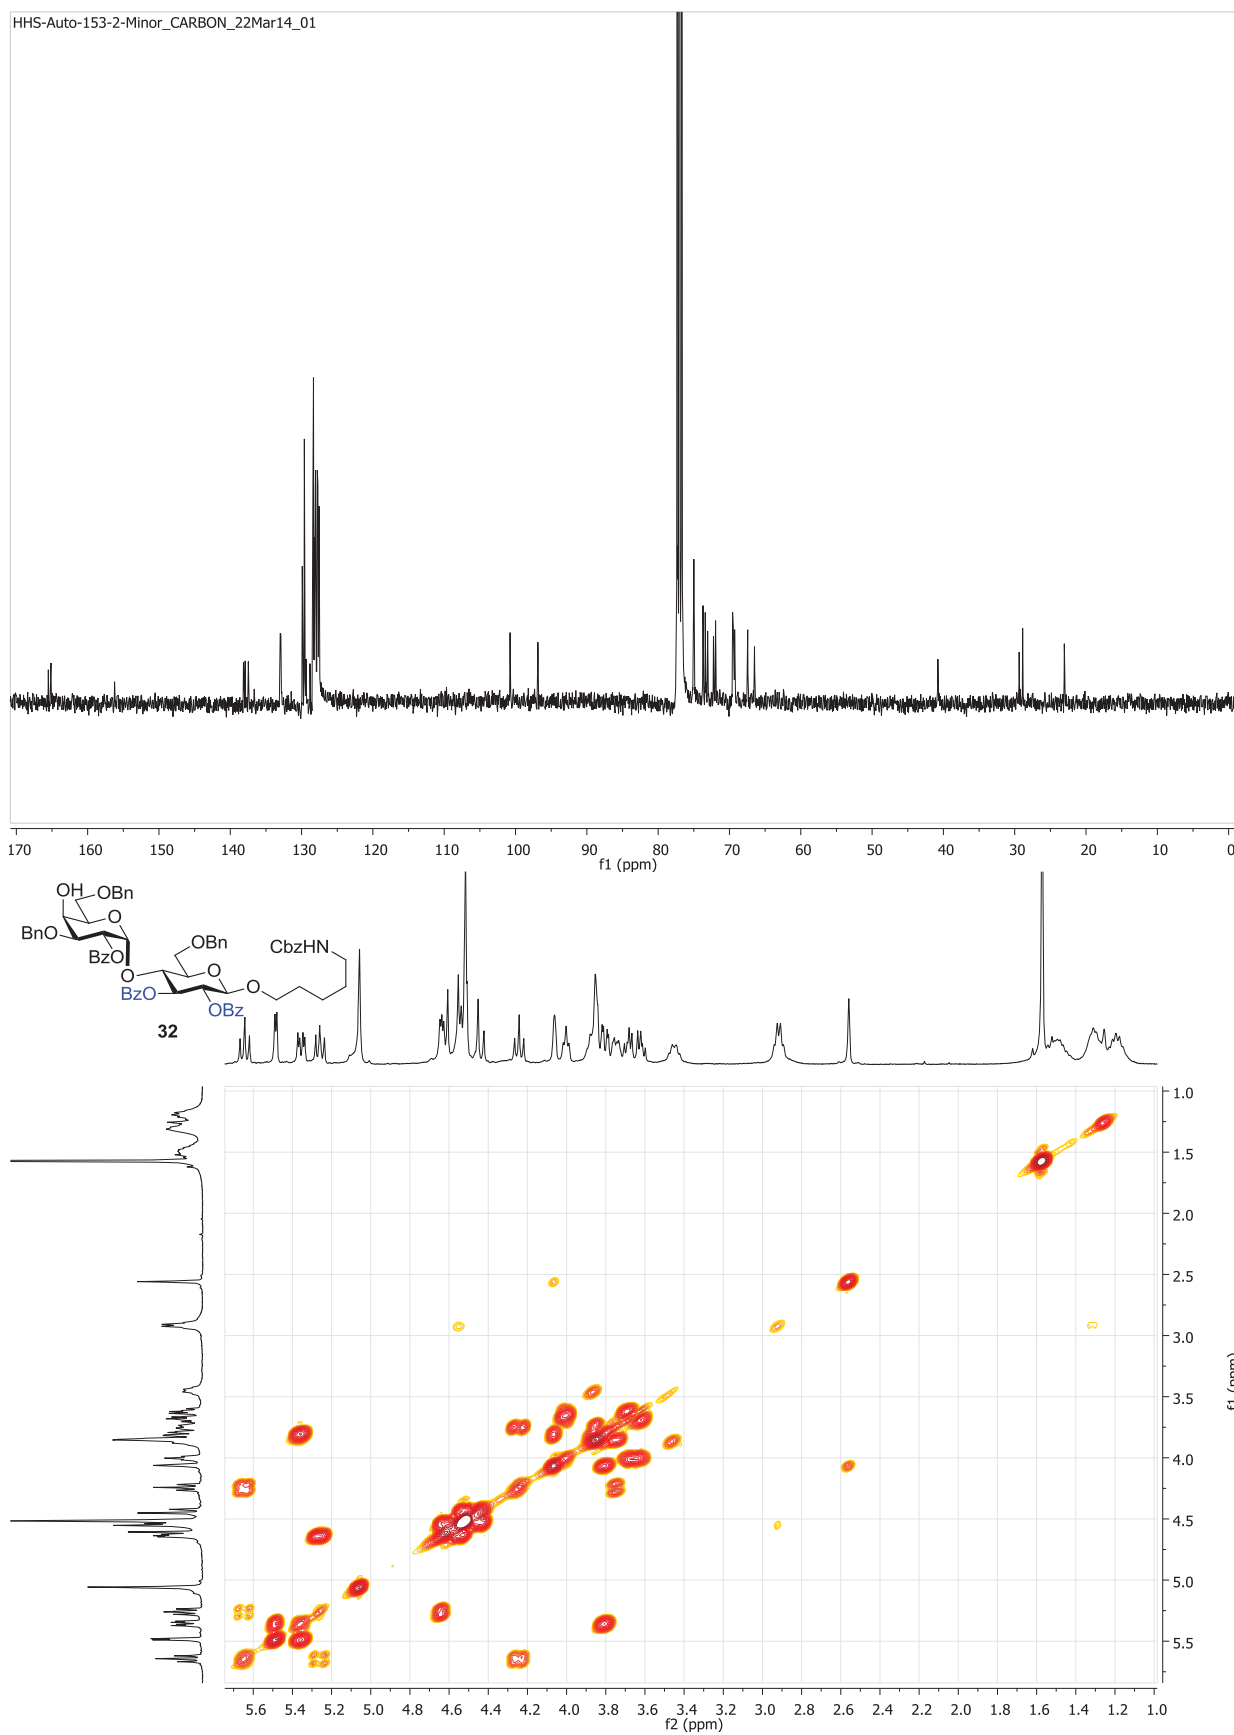 HHS-Auto-153-2-Minor_CARBON_22Mar14_01
170 160 150 140 130 120 110 100 90 80 70 60 50 40 30 20 10 0
f1 (ppm)
OH OBn
O
BnO
BzO
OBn
CbzHN
O
O
O
BzO
OBz
32
1.0
1.5
2.0
2.5
3.0
3.5
4.0
4.5
5.0
5.5
f1 (ppm)
5.6 5.4 5.2 5.0 4.8 4.6 4.4 4.2 4.0 3.8 3.6 3.4 3.2 3.0 2.8 2.6 2.4 2.2 2.0 1.8 1.6 1.4 1.2 1.0
f2 (ppm)